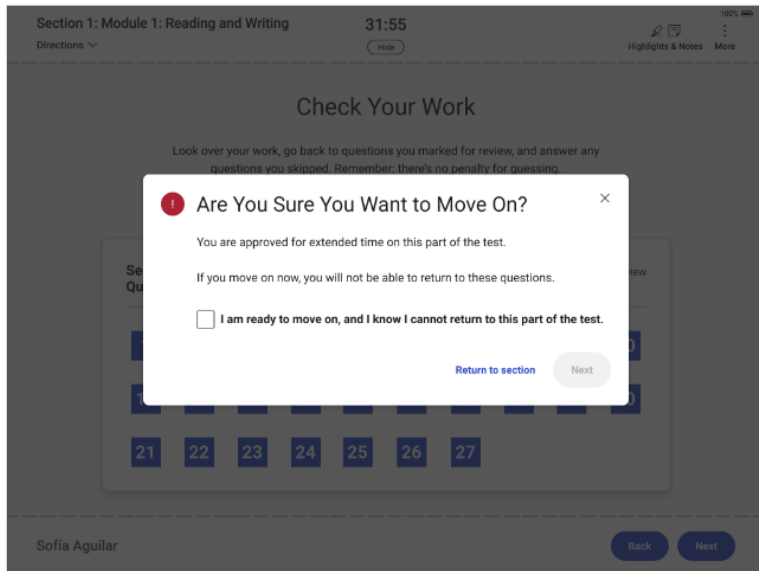 Section 1: Module 1: Reading and Writing
31:55
100%
Directions
Hide
Highlights & Notes
More
Check Your Work
Look over your work, go back to questions you marked for review, and answer any
questions you skipped. Remember: there's no penalty for guessing.
Are You Sure You Want to Move On?
You are approved for extended time on this part of the test.
If you move on now, you will not be able to return to these questions.
I am ready to move on, and I know I cannot return to this part of the test.
Return to section
Next
21 22 23 24 25 26 27
Sofía Aguilar
Back
Next